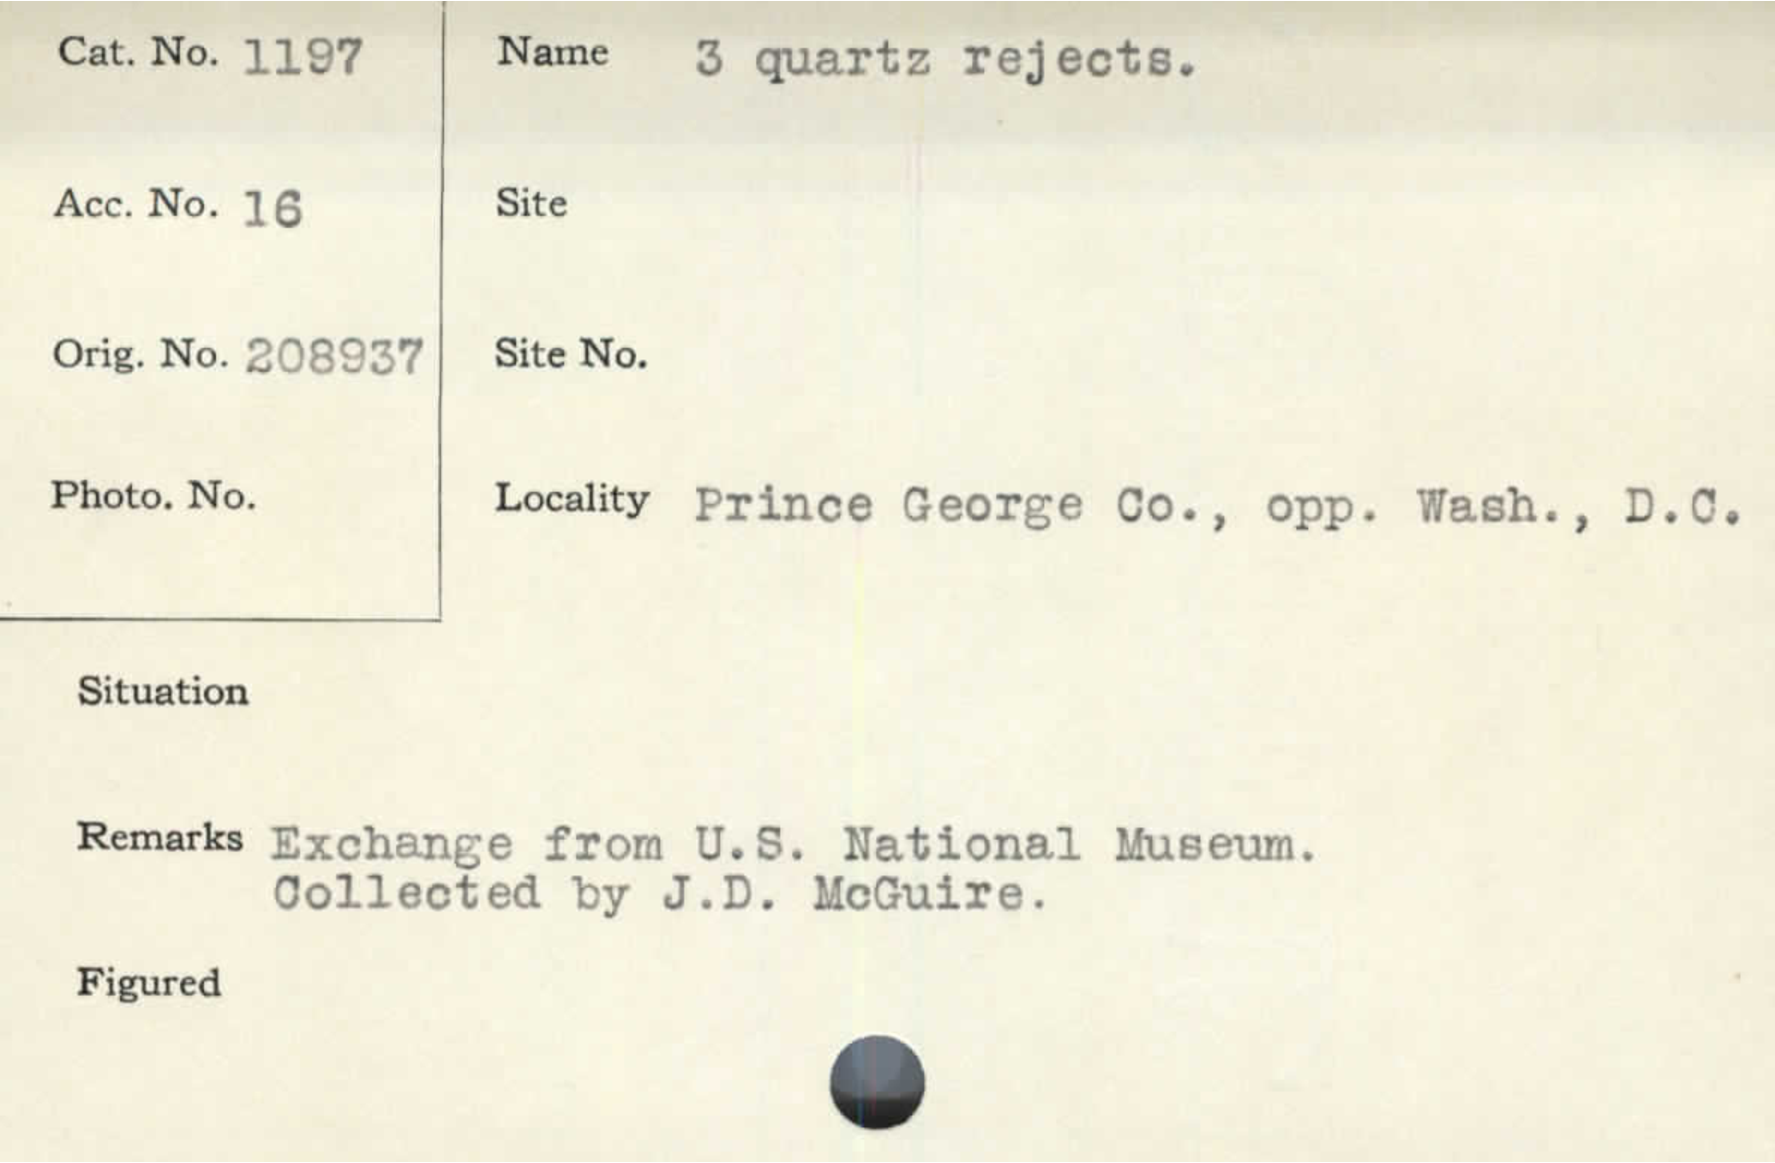 Cat. No. 1197
Name 3 quartz rejects.
Acc. No. 16
Site
Orig. No. 208937
Site No.
Photo. No.
Locality Prince George Co., opp. Wash., D.C.
Situation
Remarks Exchange from U.S. National Museum.
Collected by J.D. McGuire.
Figured